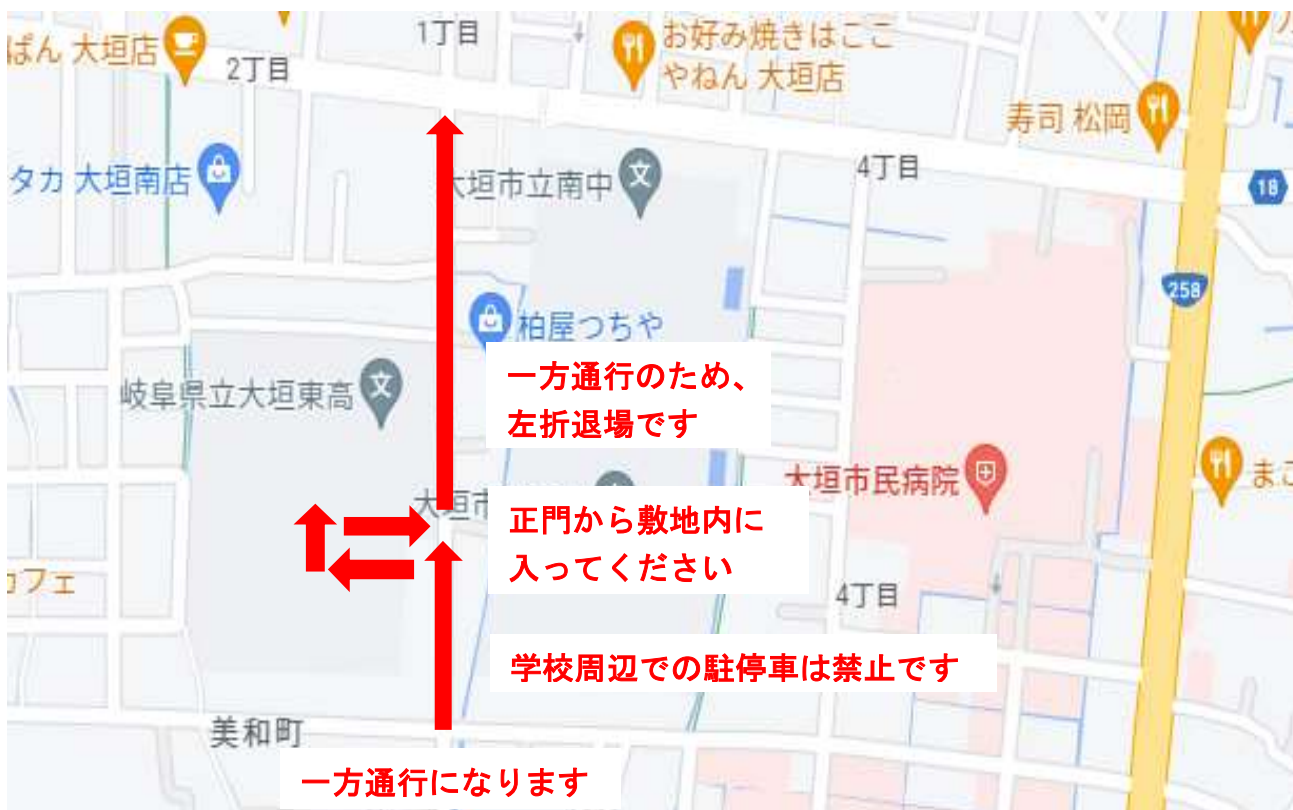 1丁目
ぱん 大垣店
2丁目
お好み焼きはここ
やねん 大垣店
寿司 松岡
タカ 大垣南店
大垣市立南中
4丁目
18
258
柏屋つちや
岐阜県立大垣東高
一方通行のため、
左折退場です
大垣市
大垣市民病院
まこ
正門から敷地内に
入ってください
カフェ
4丁目
学校周辺での駐停車は禁止です
美和町
一方通行になります